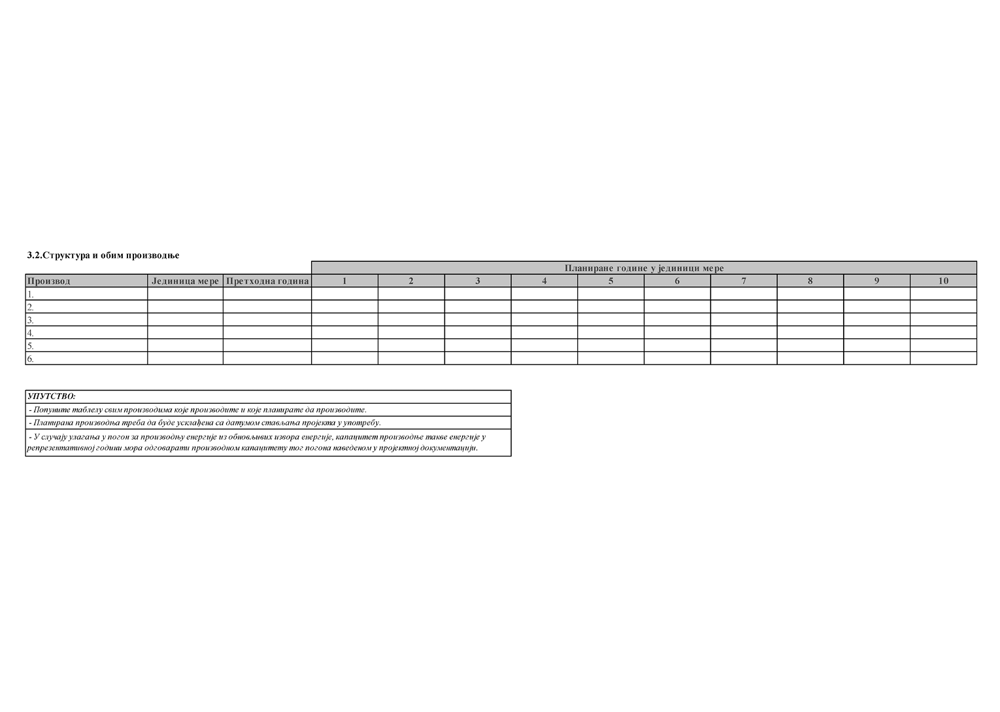 3.2.Структура и обим производње
Планиране године у јединици мере
Производ Јединица мере Претходна година 1 2 3 4 5 6 7 8 9 10
1.
2.
3.
4.
5.
6.
УПУТСТВО:
- Попуните таблелу свим производима које производите и које планирате да производите.
- Планирана производња треба да буде усклађена са датумом стављања пројекта у употребу.
- У случају улагања у погон за производњу енергије из обновљивих извора енергије, капацитет производње такве енергије у
репрезентативној години мора одговарати производном капацитету тог погона наведеном у пројектној документацији.